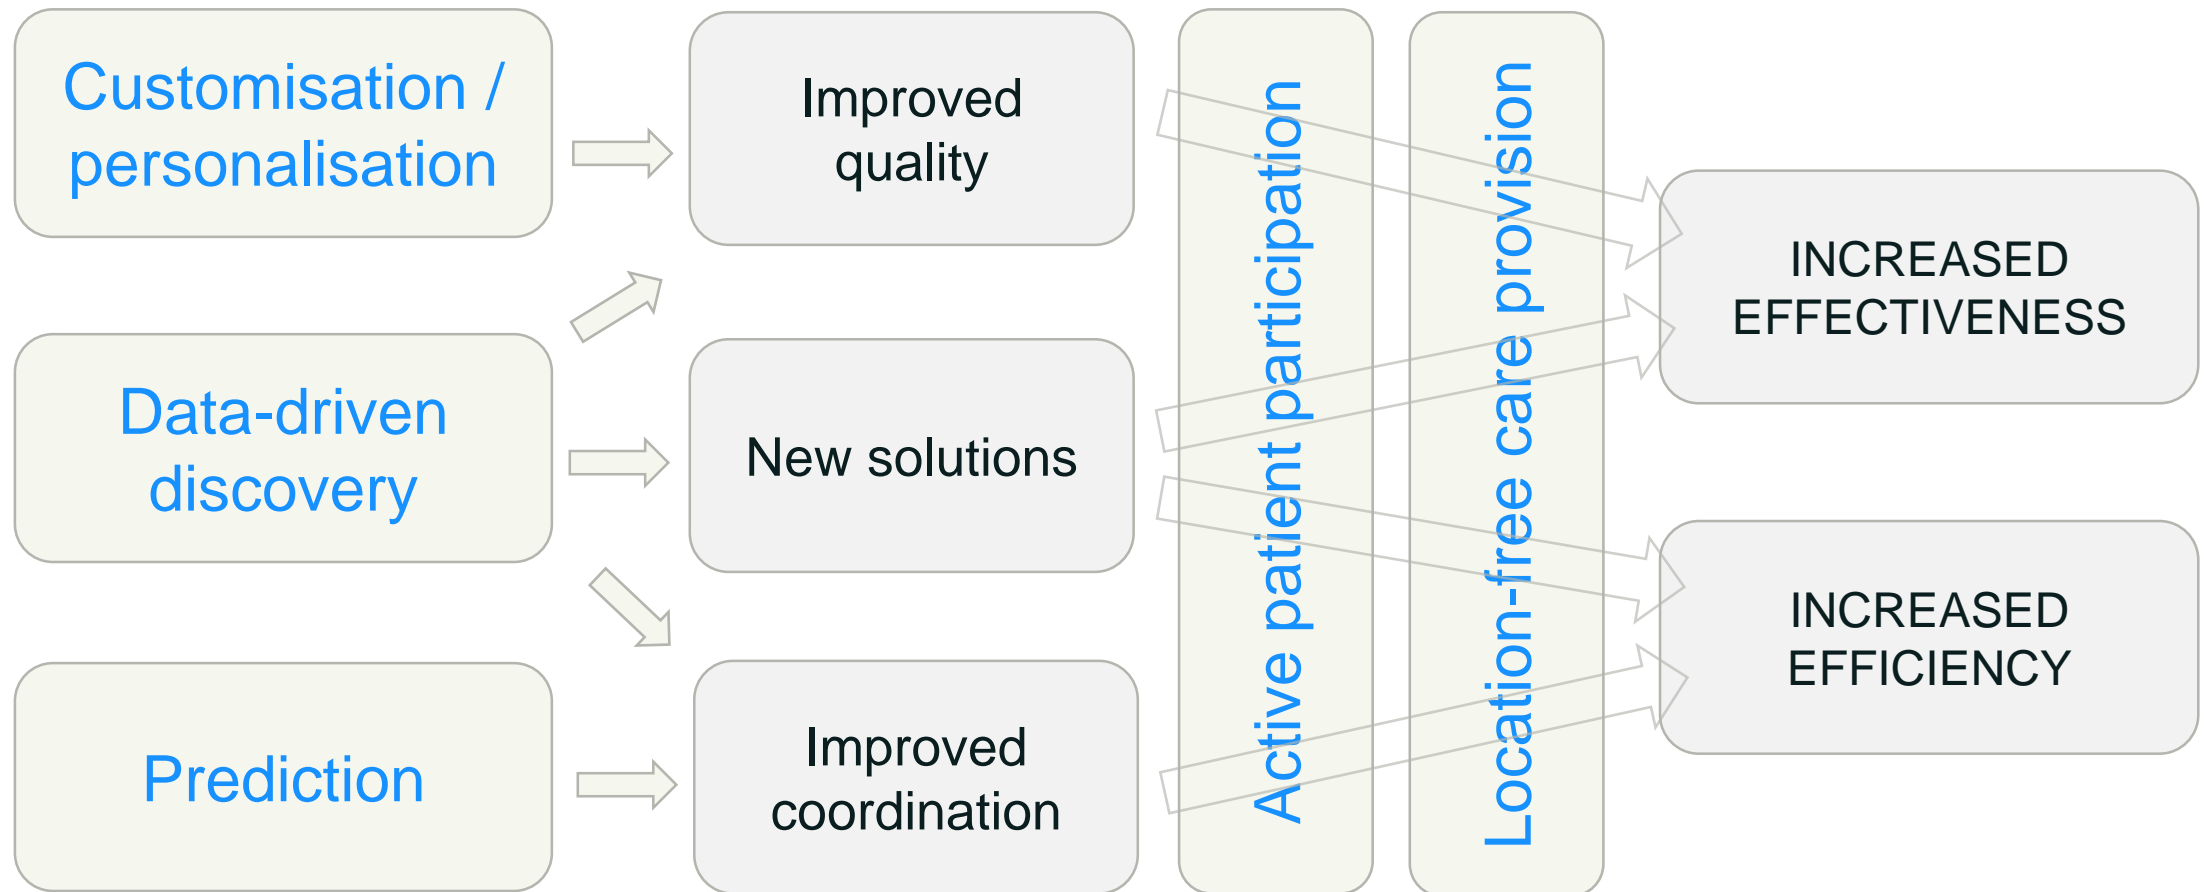 Customisation /
personalisation
Improved
quality
Data-driven
discovery
New solutions
Prediction
Improved
coordination
Active patient participation
Location-free care provision
INCREASED
EFFECTIVENESS
INCREASED
EFFICIENCY